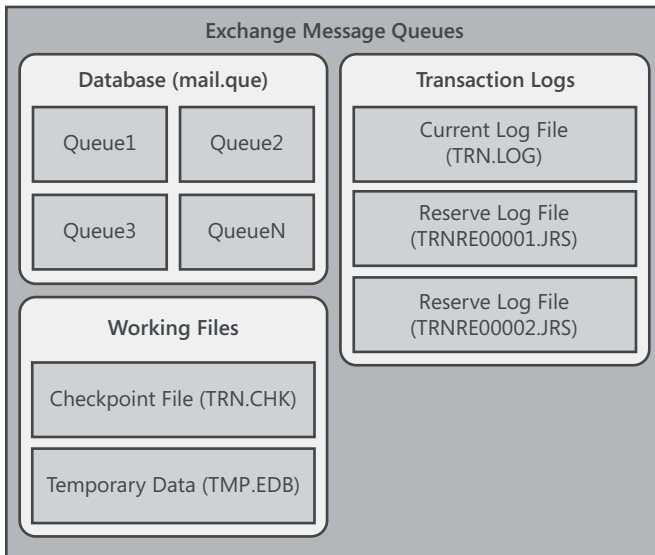 Exchange Message Queues
Database (mail.que)
Queue1
Queue2
Queue3
QueueN
Working Files
Checkpoint File (TRN.CHK)
Temporary Data (TMP.EDB)
Transaction Logs
Current Log File
(TRN.LOG)
Reserve Log File
(TRNRE00001.JRS)
Reserve Log File
(TRNRE00002.JRS)